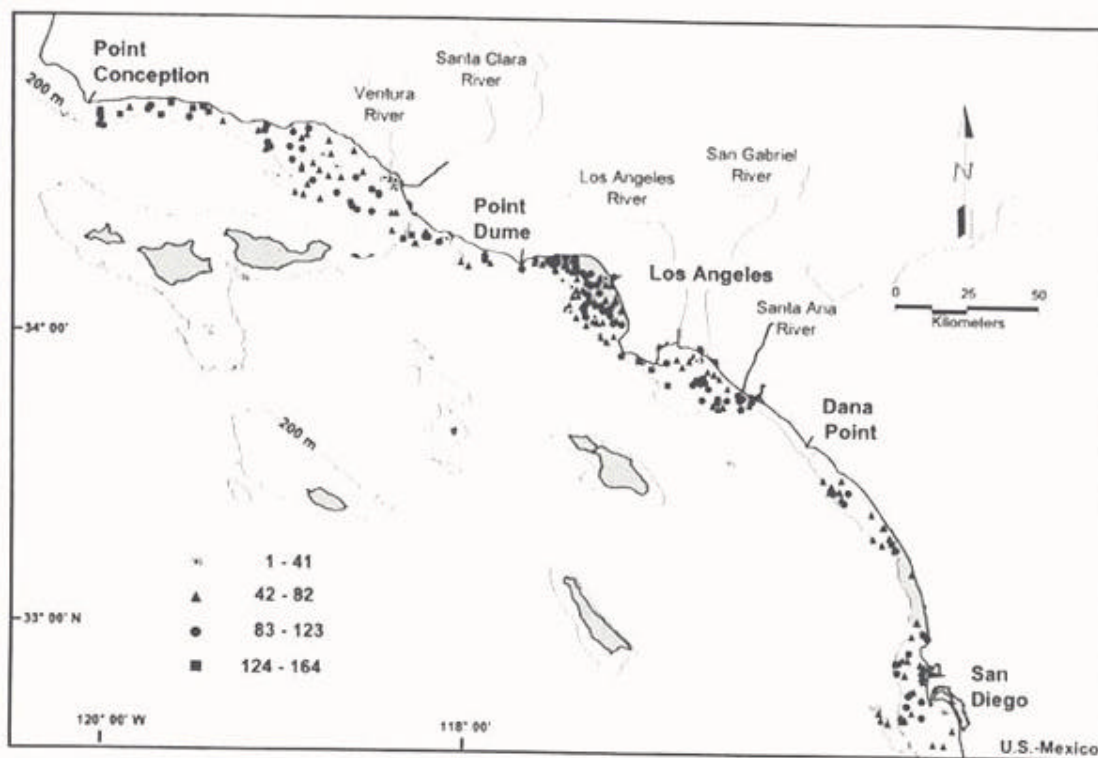 Point
Conception
200 m
Ventura
River
Santa Clara
River
Los Angeles
River
San Gabriel
River
N
Point
Dume
Los Angeles
Santa Ana
River
0 25 50
Kilometers
34° 00'
Dana
Point
200 m
1 - 41
42 - 82
83 - 123
124 - 164
33° 00' N
San
Diego
120° 00' W
118° 00'
U.S.-Mexico